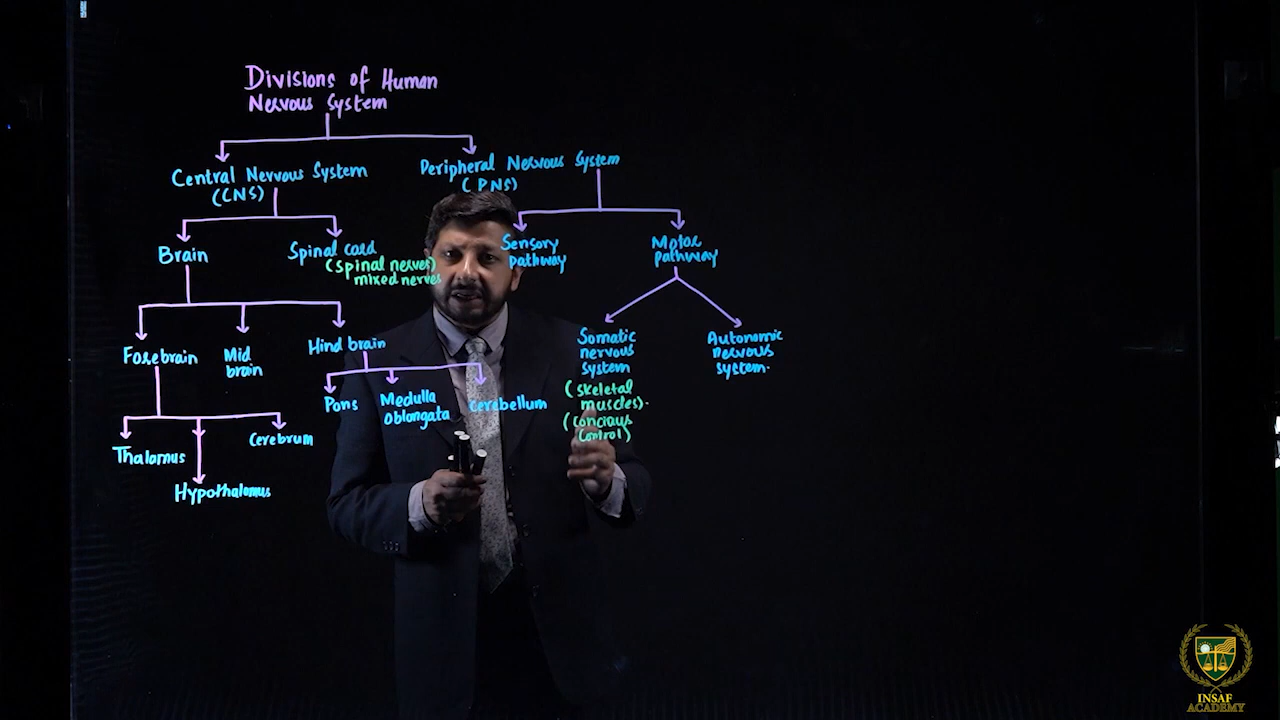 Divisions of Human
Nervous System
Central Nervous System
(CNS)
Peripheral Nervous System
(PNS)
Brain
Spinal cord
(Spinal nerves)
mixed nerves
Sensory
pathway
Motor
pathway
Forebrain
Mid
brain
Hind brain
Somatic
nervous
system
Autonomic
nervous
system.
(skeletal
muscles).
(concious
control)
Pons
Medulla
oblongata
cerebellum
Thalamus
Hypothalamus
Cerebrum
INSAF
ACADEMY